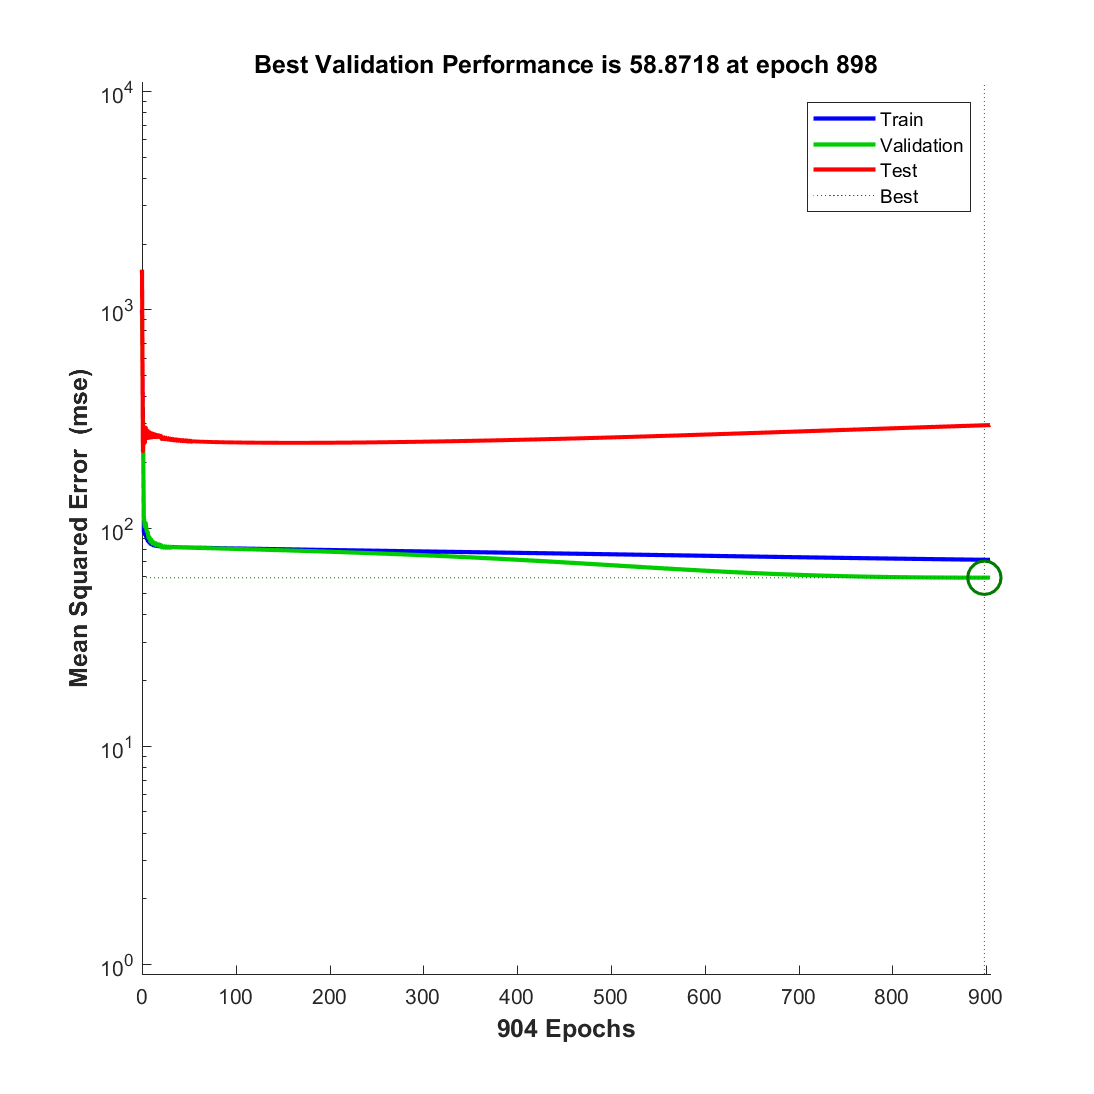 Best Validation Performance is 58.8718 at epoch 898
Train
Validation
Test
Best
10^4
10^3
10^2
10^1
10^0
Mean Squared Error  (mse)
0 100 200 300 400 500 600 700 800 900
904 Epochs